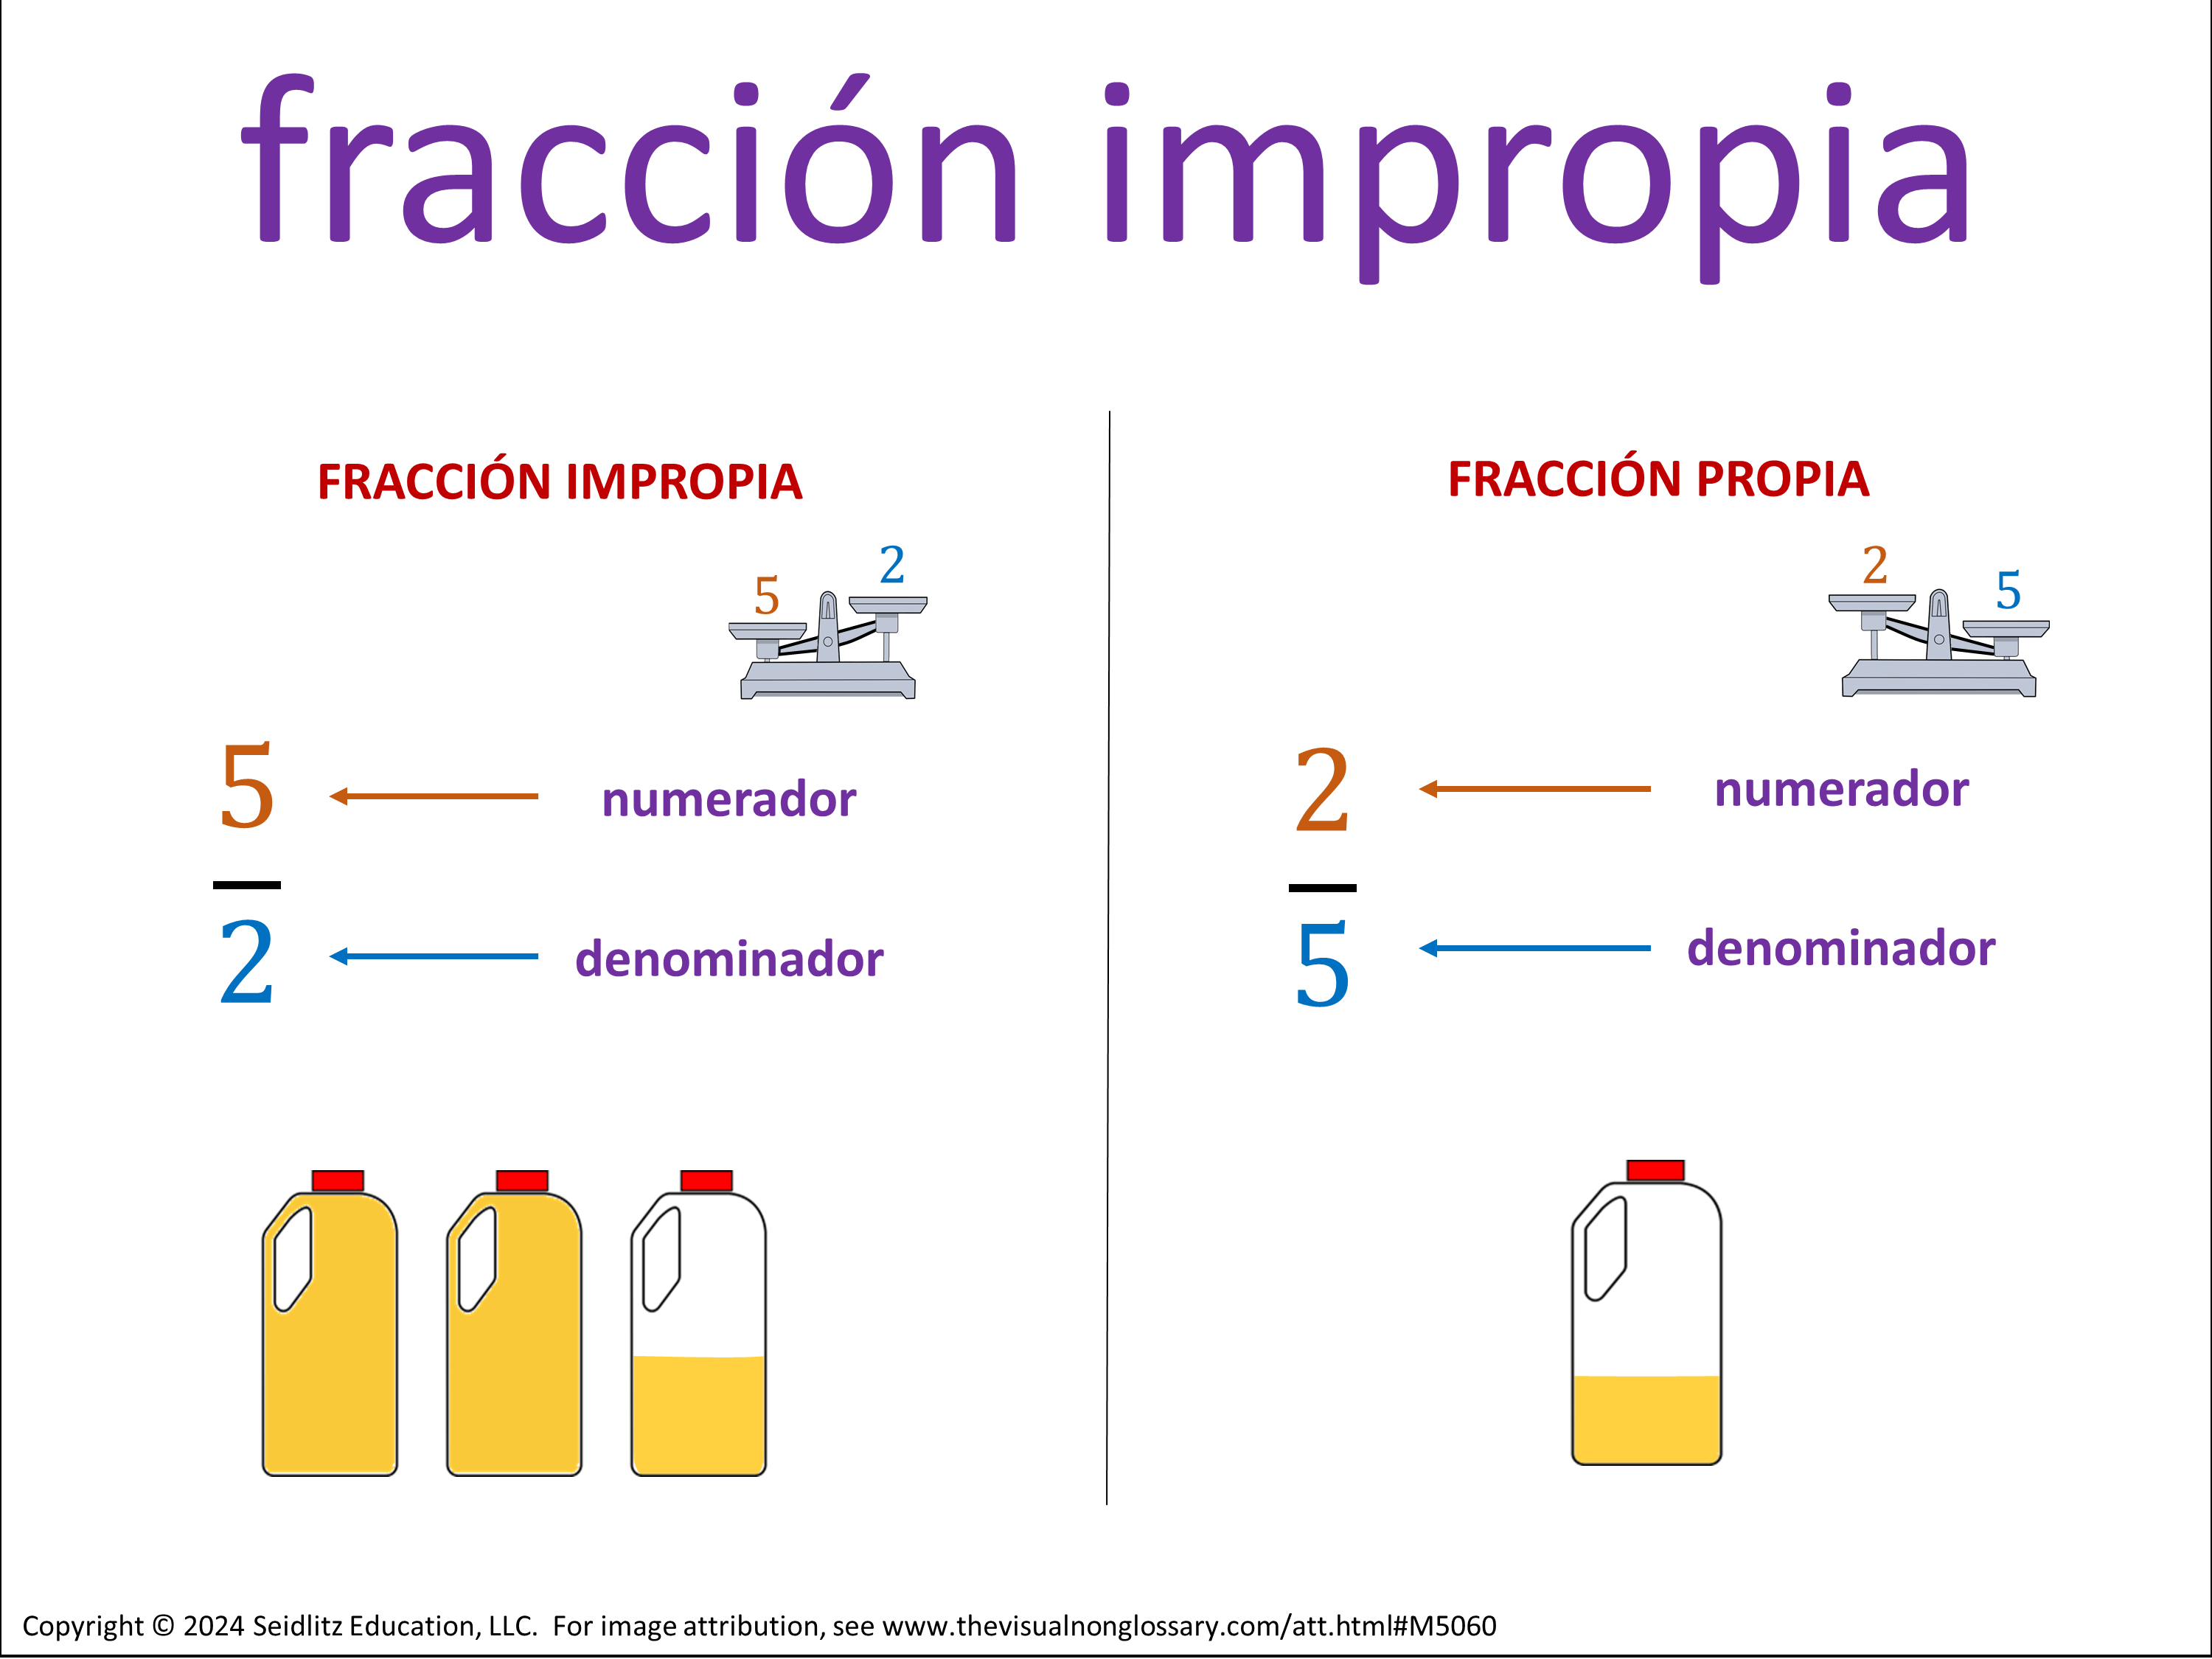 fracción impropia
FRACCIÓN IMPROPIA
5
2
5
numerador
2
denominador
FRACCIÓN PROPIA
2
5
2
numerador
5
denominador
Copyright © 2024 Seidlitz Education, LLC.  For image attribution, see www.thevisualnonglossary.com/att.html#M5060